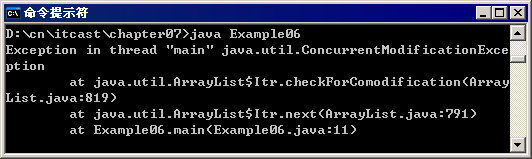 命令提示符
D:\cn\itcast\chapter07>java Example06
Exception in thread "main" java.util.ConcurrentModificationExce
ption
        at java.util.ArrayList$Itr.checkForComodification(Array
List.java:819)
        at java.util.ArrayList$Itr.next(ArrayList.java:791)
        at Example06.main(Example06.java:11)